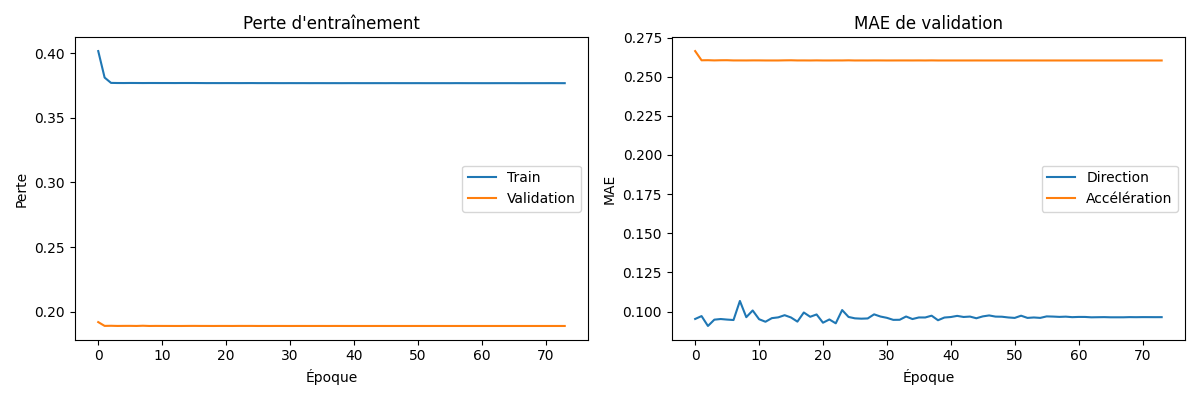 Perte d'entraînement
0.40
0.35
0.30
0.25
0.20
Perte
Train
Validation
0 10 20 30 40 50 60 70
Époque
MAE de validation
0.275
0.250
0.225
0.200
0.175
0.150
0.125
0.100
MAE
Direction
Accélération
0 10 20 30 40 50 60 70
Époque